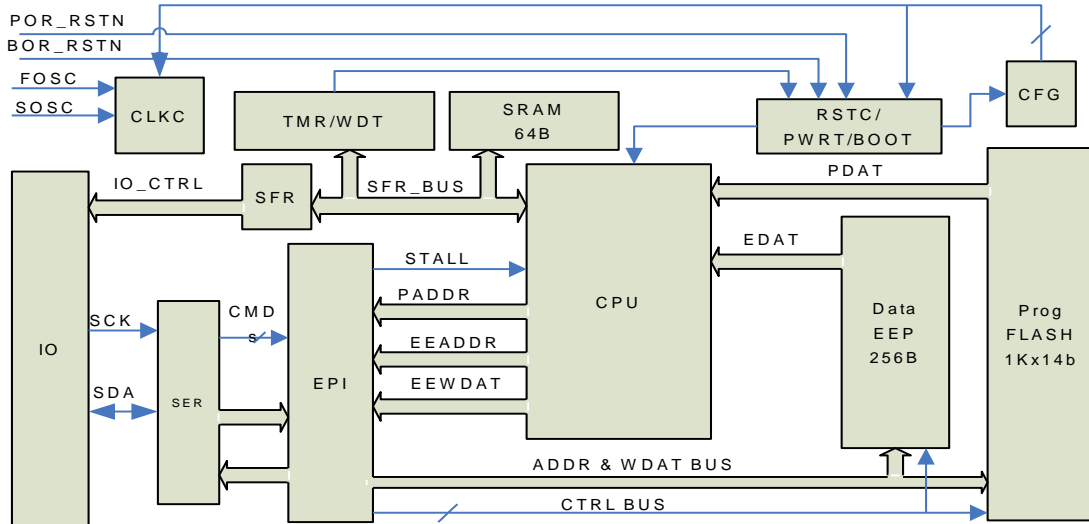 POR_RSTN
BOR_RSTN
FOSC
SOSC
CLKC
TMR/WDT
SRAM
64B
RSTC/
PWRT/BOOT
CFG
IO_CTRL
SFR
SFR_BUS
PDAT
STALL
EDAT
PADDR
CPU
EEADDR
EEWDAT
IO
SCK
SDA
SER
CMD
s
EPI
Data
EEP
256B
Prog
FLASH
1Kx14b
ADDR & WDAT BUS
CTRL BUS